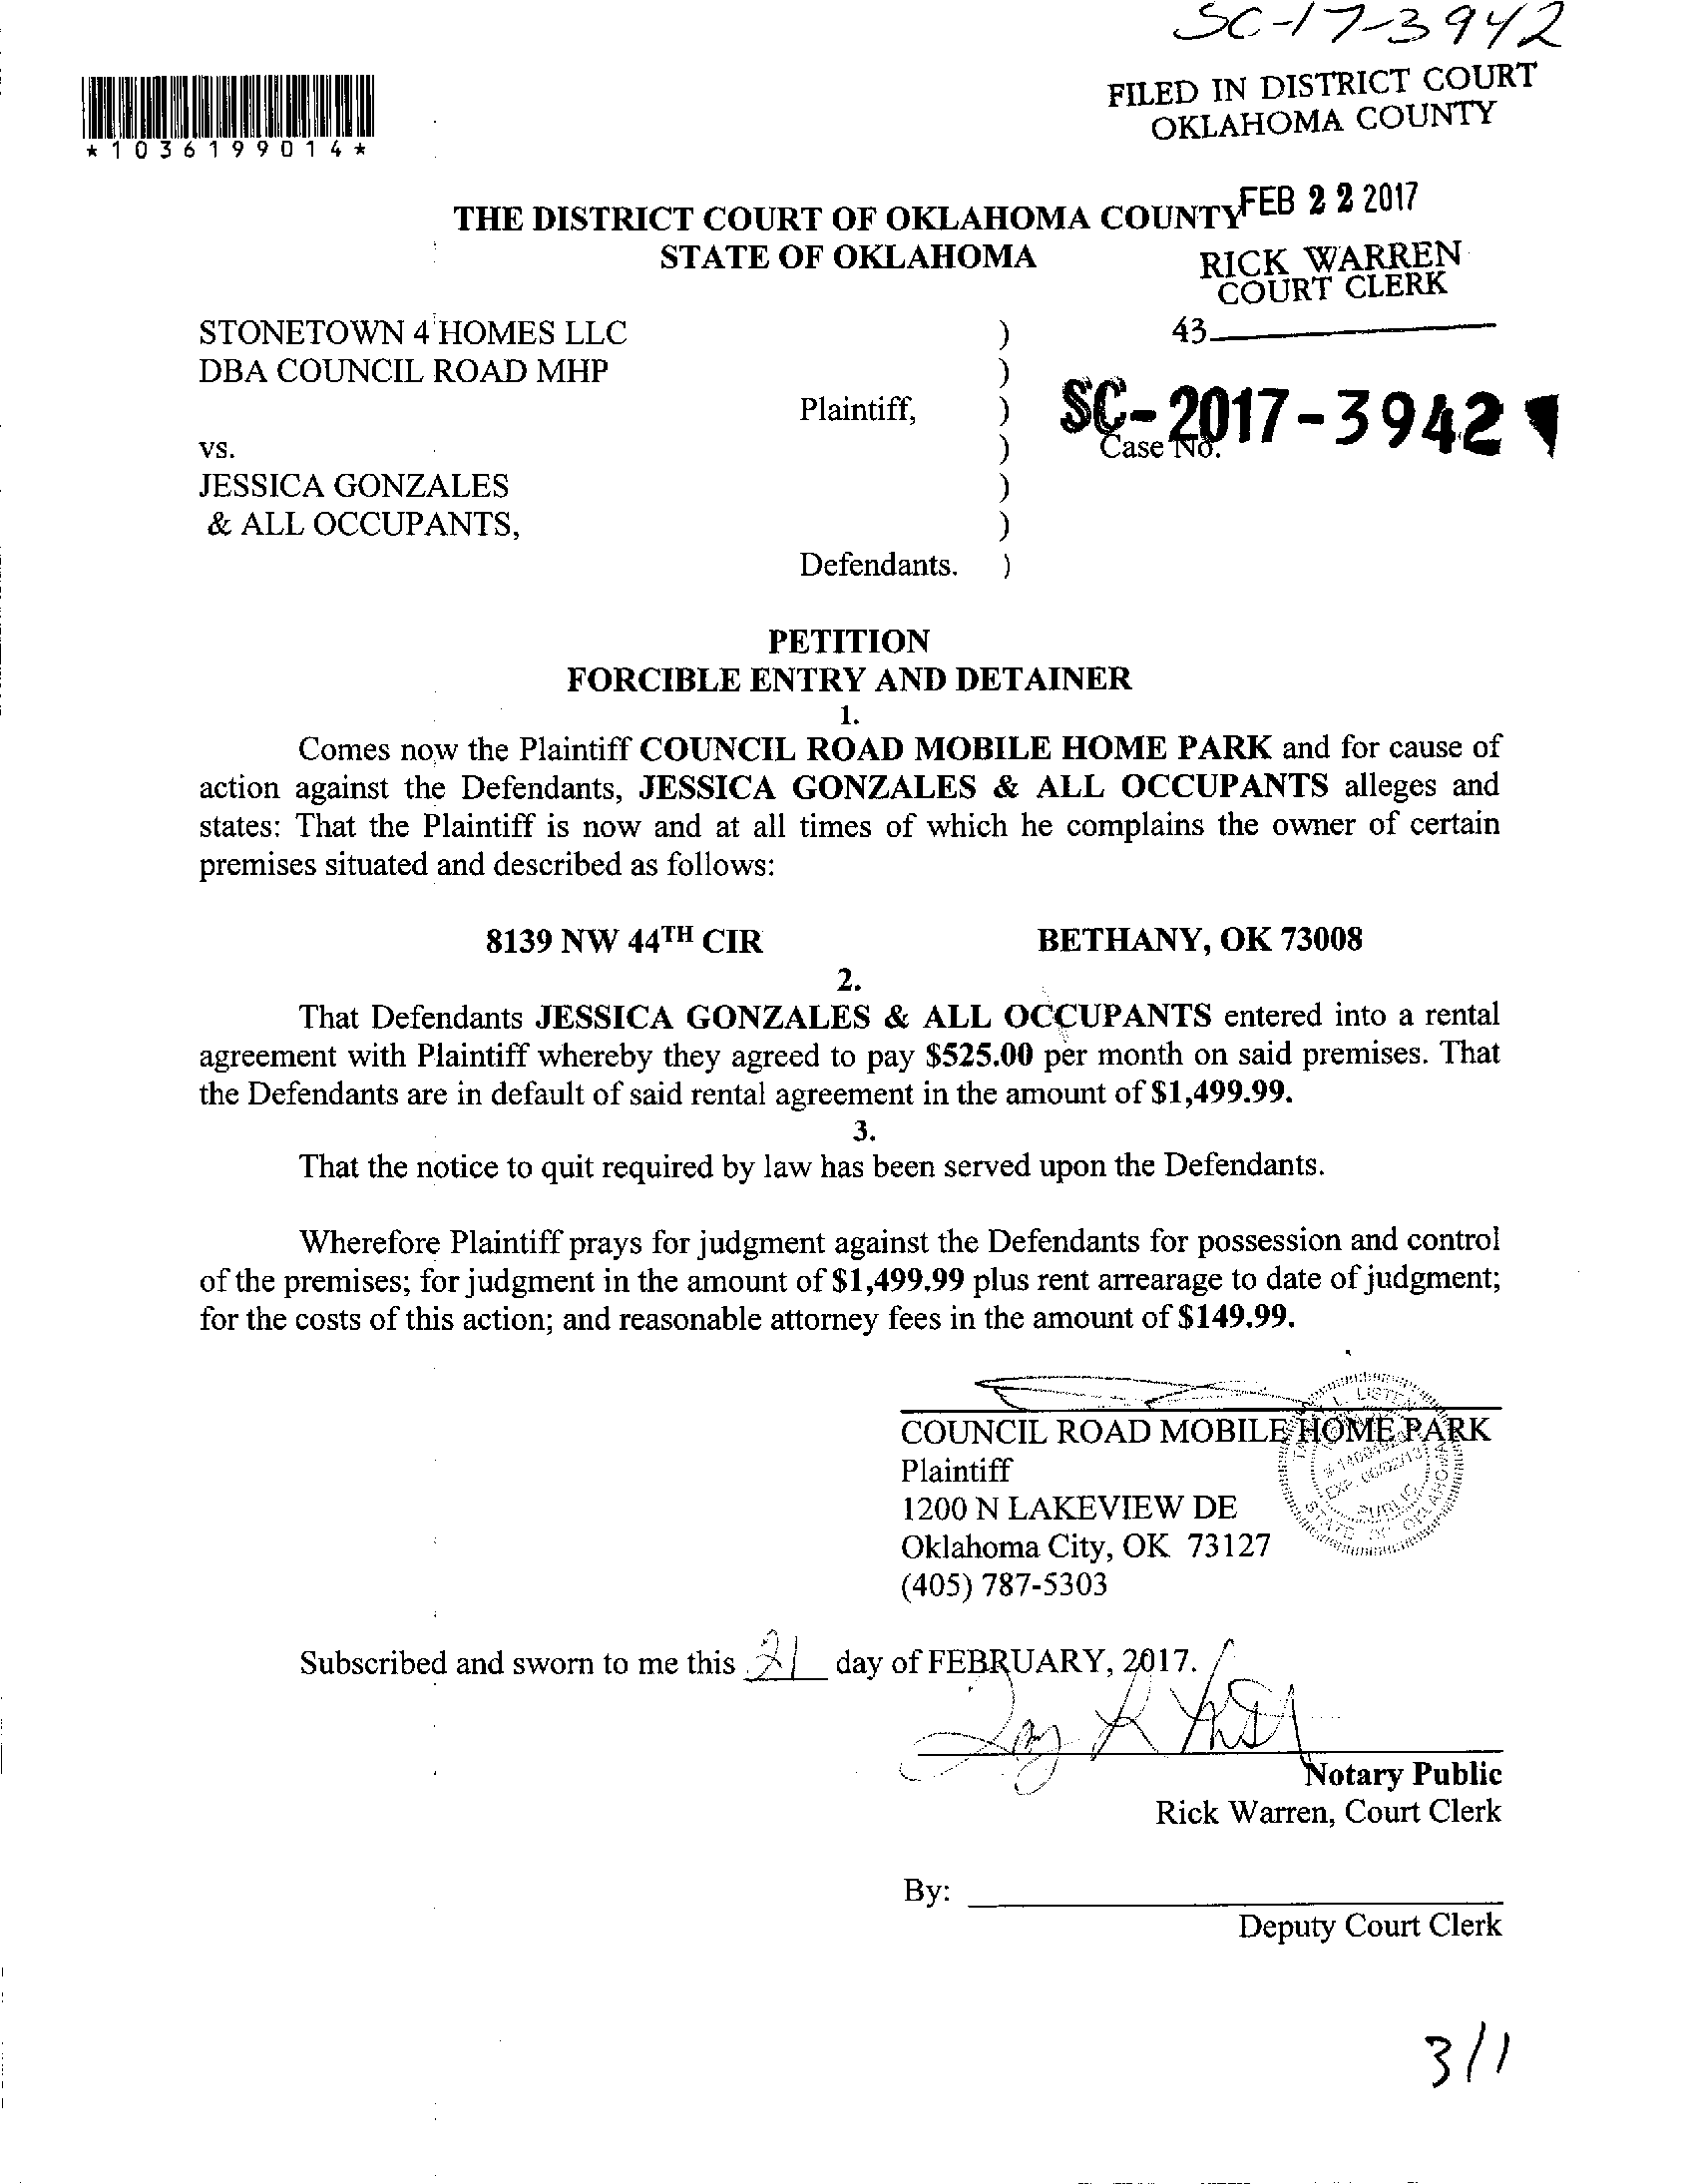 SC-17-3942
FILED IN DISTRICT COURT
OKLAHOMA COUNTY
*1036199014*
FEB 22 2017
THE DISTRICT COURT OF OKLAHOMA COUNTY
STATE OF OKLAHOMA
RICK WARREN
COURT CLERK
43
STONETOWN 4 HOMES LLC )
DBA COUNCIL ROAD MHP )
Plaintiff, )
SC-2017-3942
vs. ) Case No.
JESSICA GONZALES )
& ALL OCCUPANTS, )
Defendants. )
PETITION
FORCIBLE ENTRY AND DETAINER
1.
Comes now the Plaintiff COUNCIL ROAD MOBILE HOME PARK and for cause of
action against the Defendants, JESSICA GONZALES & ALL OCCUPANTS alleges and
states: That the Plaintiff is now and at all times of which he complains the owner of certain
premises situated and described as follows:
8139 NW 44TH CIR BETHANY, OK 73008
2.
That Defendants JESSICA GONZALES & ALL OCCUPANTS entered into a rental
agreement with Plaintiff whereby they agreed to pay $525.00 per month on said premises. That
the Defendants are in default of said rental agreement in the amount of $1,499.99.
3.
That the notice to quit required by law has been served upon the Defendants.
Wherefore Plaintiff prays for judgment against the Defendants for possession and control
of the premises; for judgment in the amount of $1,499.99 plus rent arrearage to date of judgment;
for the costs of this action; and reasonable attorney fees in the amount of $149.99.
COUNCIL ROAD MOBILE HOME PARK
Plaintiff
1200 N LAKEVIEW DE
Oklahoma City, OK 73127
(405) 787-5303
PUBLIC
STATE OF OKLAHOMA
Subscribed and sworn to me this 21 day of FEBRUARY, 2017.
Notary Public
Rick Warren, Court Clerk
By:
Deputy Court Clerk
3/1